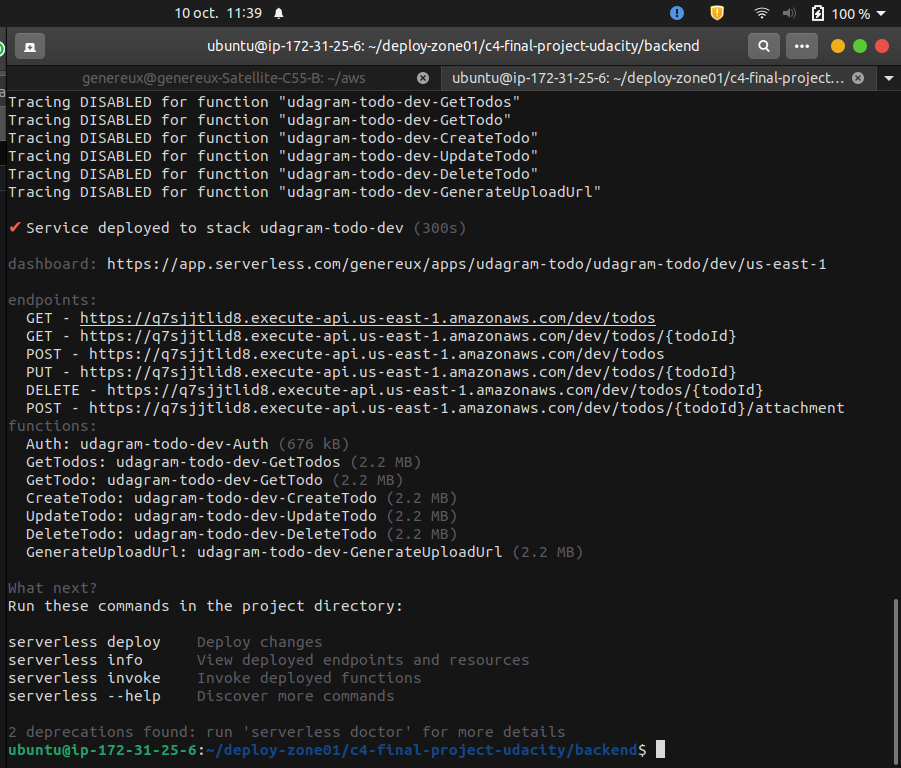 10 oct. 11:39
100 %
ubuntu@ip-172-31-25-6: ~/deploy-zone01/c4-final-project-udacity/backend
genereux@genereux-Satellite-C55-B: ~/aws
ubuntu@ip-172-31-25-6: ~/deploy-zone01/c4-final-project…
Tracing DISABLED for function "udagram-todo-dev-GetTodos"
Tracing DISABLED for function "udagram-todo-dev-GetTodo"
Tracing DISABLED for function "udagram-todo-dev-CreateTodo"
Tracing DISABLED for function "udagram-todo-dev-UpdateTodo"
Tracing DISABLED for function "udagram-todo-dev-DeleteTodo"
Tracing DISABLED for function "udagram-todo-dev-GenerateUploadUrl"
✔ Service deployed to stack udagram-todo-dev (300s)
dashboard: https://app.serverless.com/genereux/apps/udagram-todo/udagram-todo/dev/us-east-1
endpoints:
GET - https://q7sjjtlid8.execute-api.us-east-1.amazonaws.com/dev/todos
GET - https://q7sjjtlid8.execute-api.us-east-1.amazonaws.com/dev/todos/{todoId}
POST - https://q7sjjtlid8.execute-api.us-east-1.amazonaws.com/dev/todos
PUT - https://q7sjjtlid8.execute-api.us-east-1.amazonaws.com/dev/todos/{todoId}
DELETE - https://q7sjjtlid8.execute-api.us-east-1.amazonaws.com/dev/todos/{todoId}
POST - https://q7sjjtlid8.execute-api.us-east-1.amazonaws.com/dev/todos/{todoId}/attachment
functions:
Auth: udagram-todo-dev-Auth (676 kB)
GetTodos: udagram-todo-dev-GetTodos (2.2 MB)
GetTodo: udagram-todo-dev-GetTodo (2.2 MB)
CreateTodo: udagram-todo-dev-CreateTodo (2.2 MB)
UpdateTodo: udagram-todo-dev-UpdateTodo (2.2 MB)
DeleteTodo: udagram-todo-dev-DeleteTodo (2.2 MB)
GenerateUploadUrl: udagram-todo-dev-GenerateUploadUrl (2.2 MB)
What next?
Run these commands in the project directory:
serverless deploy    Deploy changes
serverless info      View deployed endpoints and resources
serverless invoke    Invoke deployed functions
serverless --help    Discover more commands
2 deprecations found: run 'serverless doctor' for more details
ubuntu@ip-172-31-25-6:~/deploy-zone01/c4-final-project-udacity/backend$